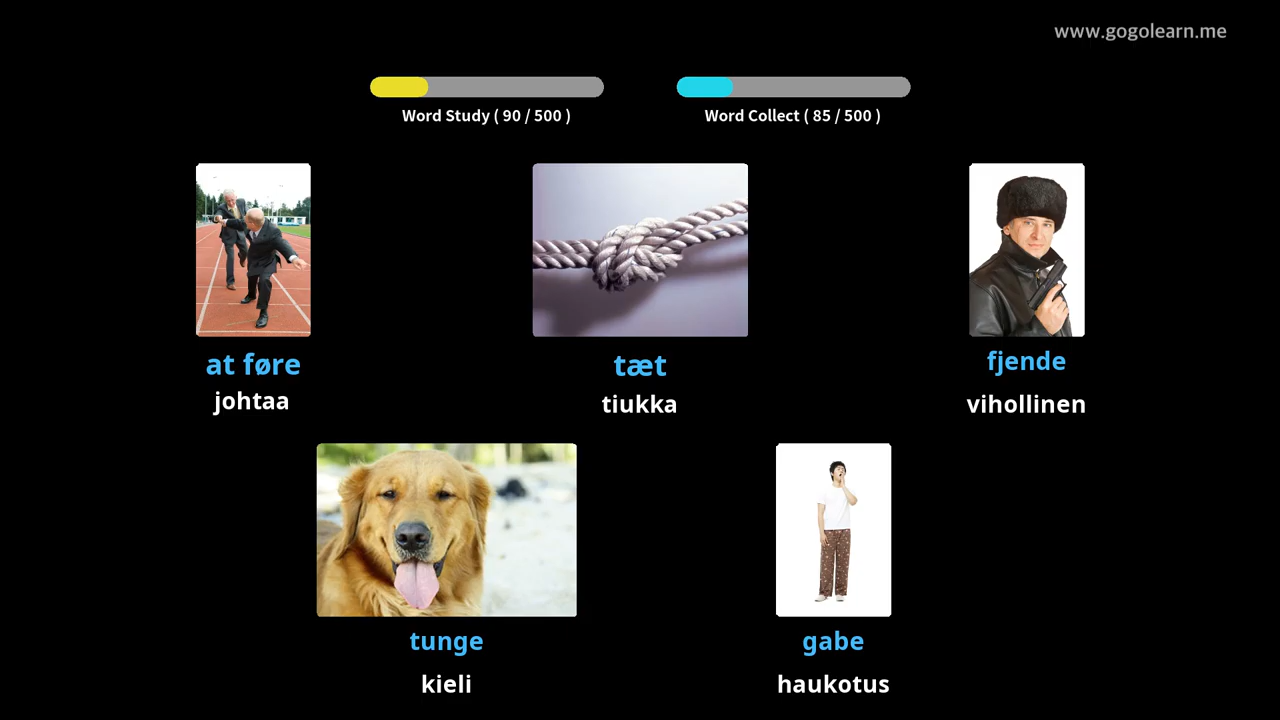 www.gogolearn.me
Word Study ( 90 / 500 )
Word Collect ( 85 / 500 )
at føre
johtaa
tæt
tiukka
fjende
vihollinen
tunge
kieli
gabe
haukotus